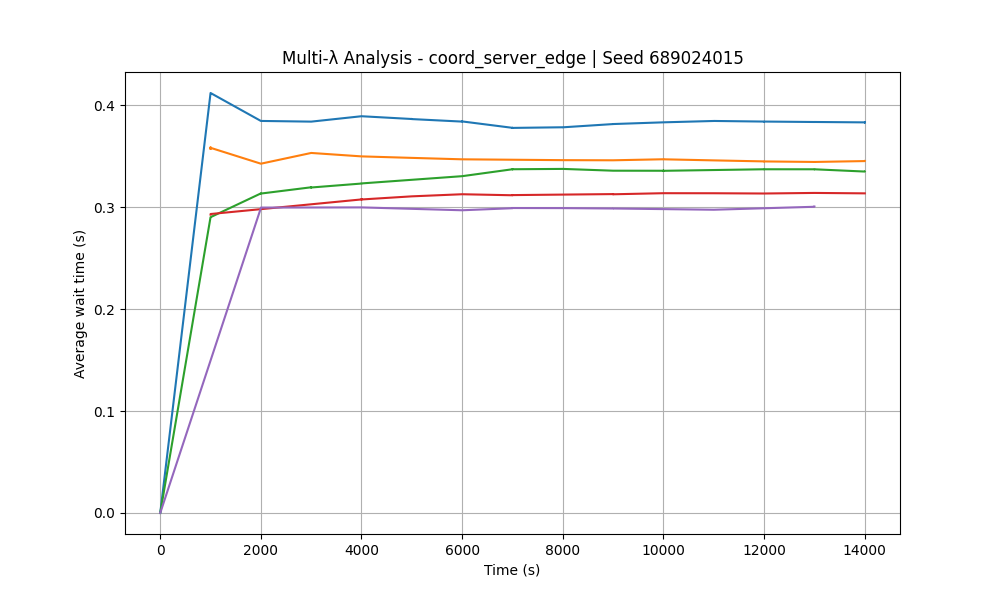 Multi-λ Analysis - coord_server_edge | Seed 689024015
Average wait time (s)
0.4
0.3
0.2
0.1
0.0
0 2000 4000 6000 8000 10000 12000 14000
Time (s)